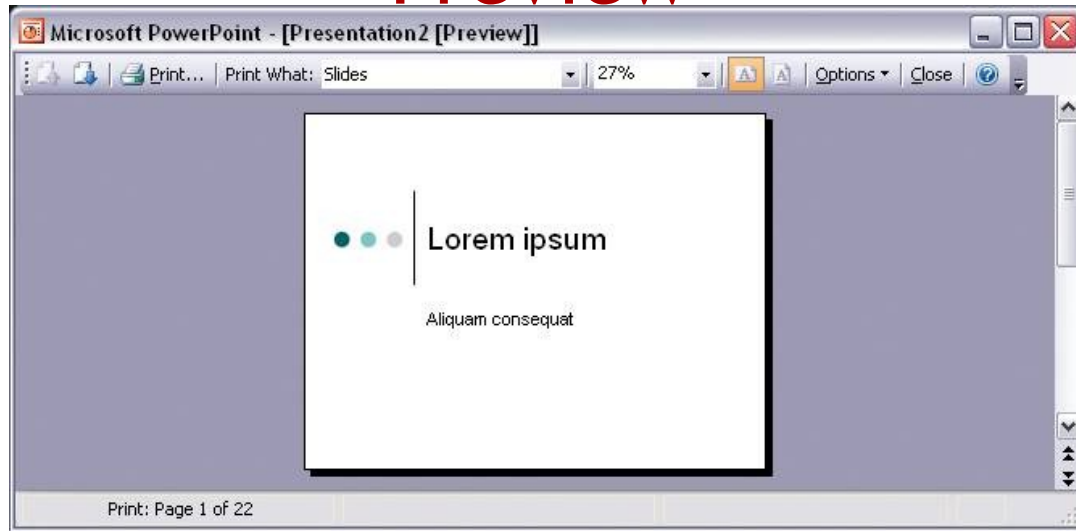 Preview
Microsoft PowerPoint - [Presentation2 [Preview]]
Print... Print What: Slides 27% A A Options Close ?
Lorem ipsum
Aliquam consequat
Print: Page 1 of 22